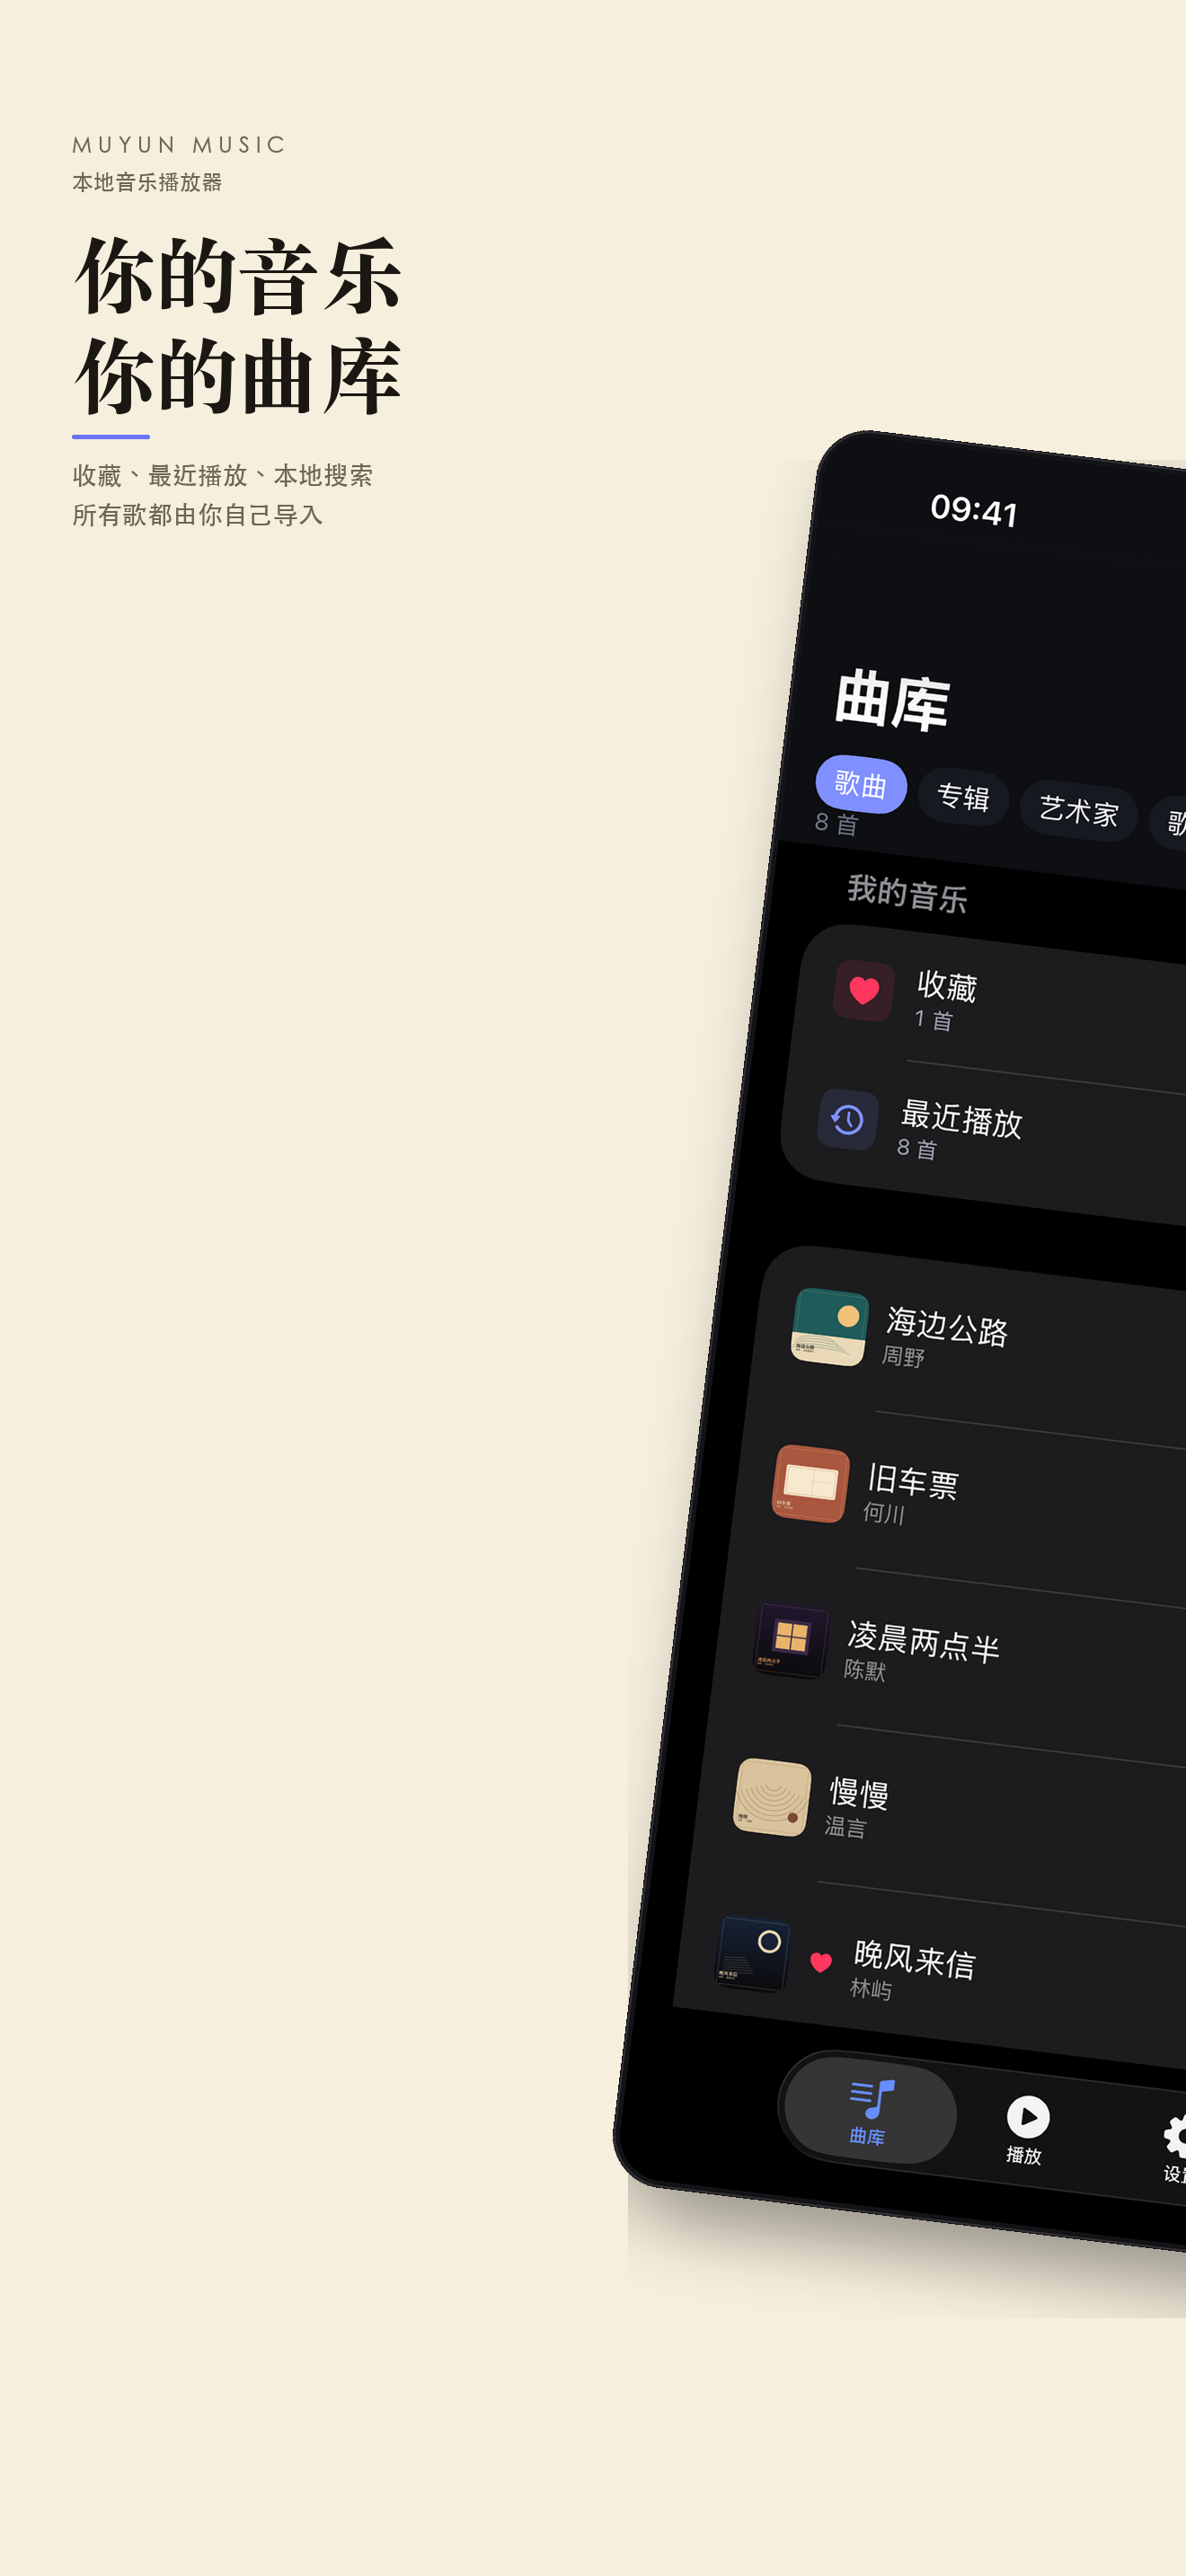 MUYUN MUSIC
本地音乐播放器
你的音乐
你的曲库
收藏、最近播放、本地搜索
所有歌都由你自己导入
09:41
曲库
歌曲 专辑 艺术家 歌
8 首
我的音乐
收藏
1 首
最近播放
8 首
海边公路
周野
旧车票
何川
凌晨两点半
陈默
慢慢
温言
晚风来信
林屿
曲库 播放 设